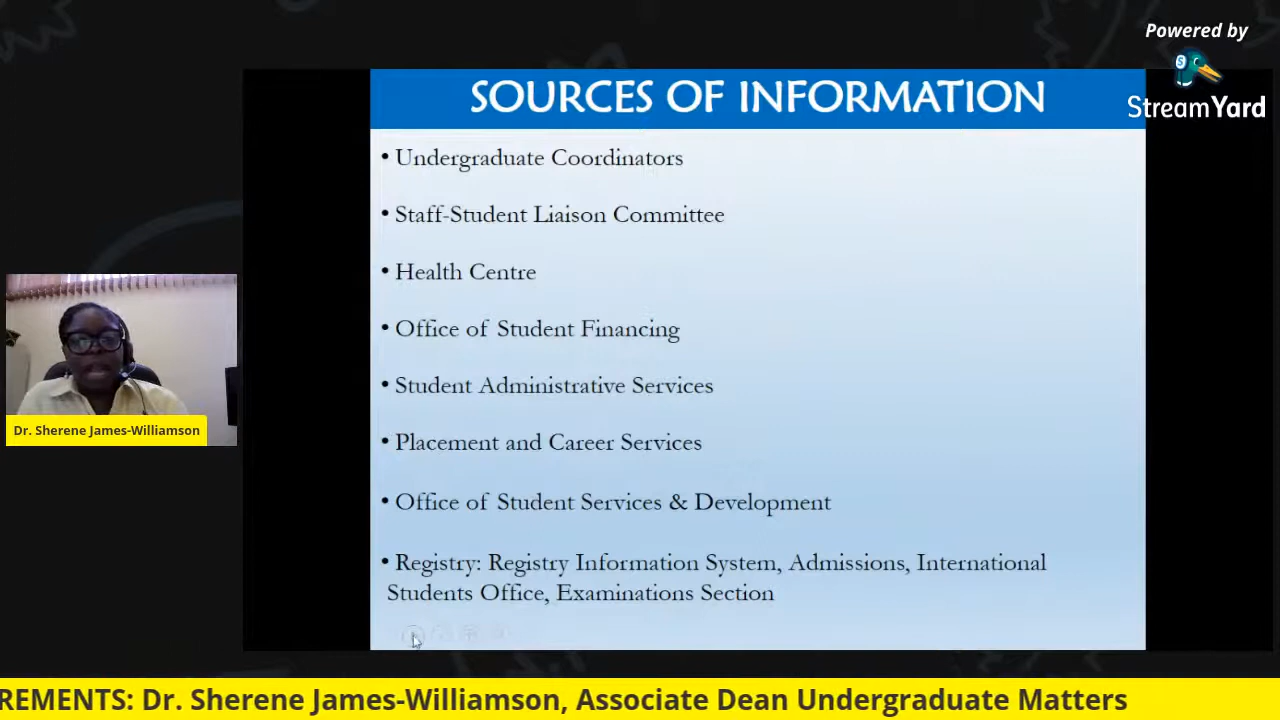 Powered by
StreamYard
SOURCES OF INFORMATION
• Undergraduate Coordinators
• Staff-Student Liaison Committee
• Health Centre
• Office of Student Financing
• Student Administrative Services
• Placement and Career Services
• Office of Student Services & Development
• Registry: Registry Information System, Admissions, International
Students Office, Examinations Section
Dr. Sherene James-Williamson
REMENTS: Dr. Sherene James-Williamson, Associate Dean Undergraduate Matters